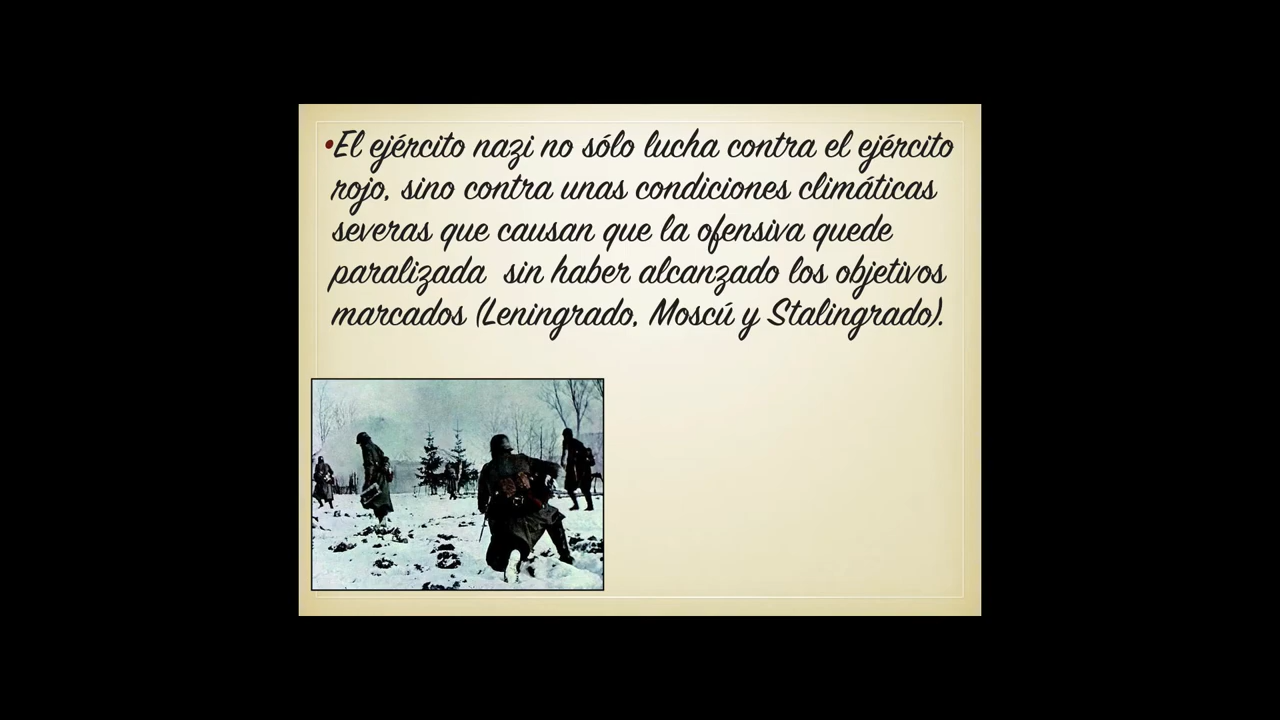 •El ejército nazi no sólo lucha contra el ejército
rojo, sino contra unas condiciones climáticas
severas que causan que la ofensiva quede
paralizada  sin haber alcanzado los objetivos
marcados (Leningrado, Moscú y Stalingrado).